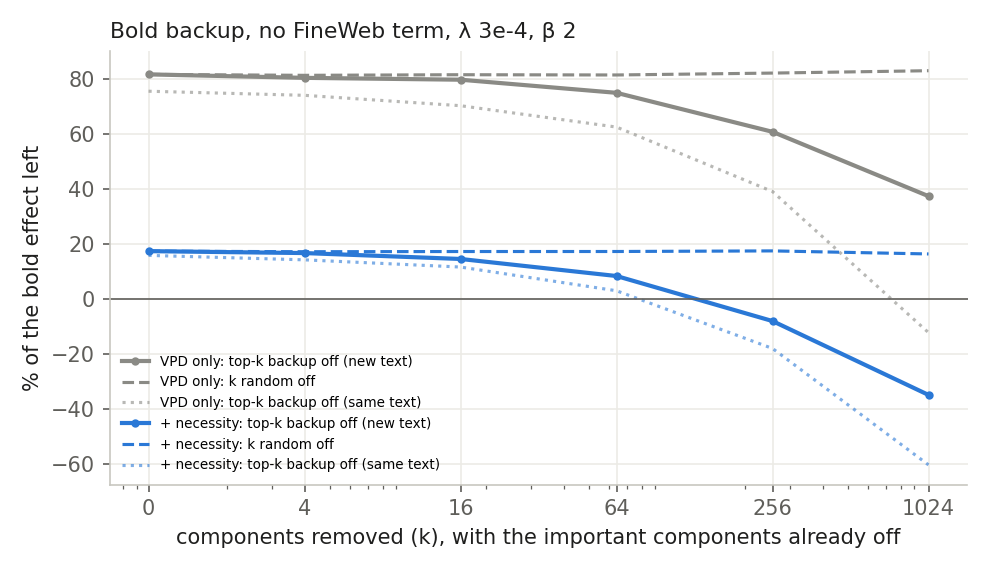 Bold backup, no FineWeb term, λ 3e-4, β 2
% of the bold effect left
80
60
40
20
0
−20
−40
−60
VPD only: top-k backup off (new text)
VPD only: k random off
VPD only: top-k backup off (same text)
+ necessity: top-k backup off (new text)
+ necessity: k random off
+ necessity: top-k backup off (same text)
0 4 16 64 256 1024
components removed (k), with the important components already off